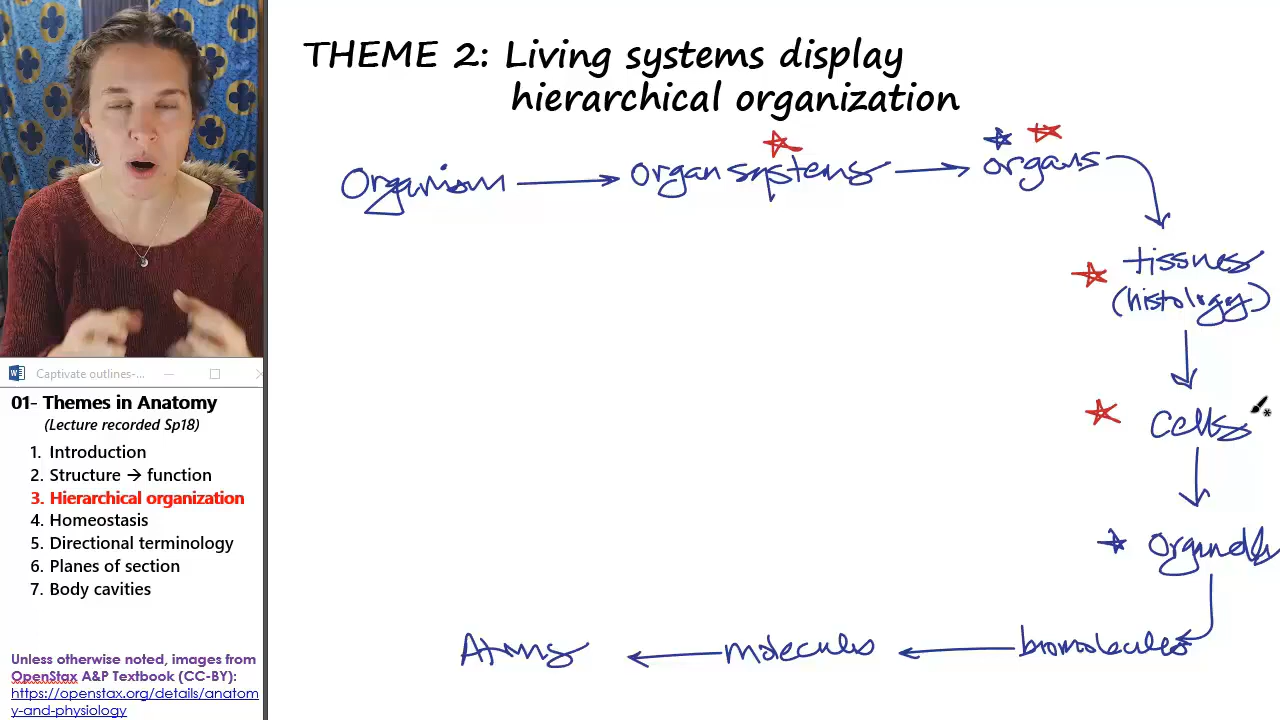 THEME 2: Living systems display
hierarchical organization
Organism → Organ systems → organs
tissues
(histology)
Cells
Organelles
Atoms ← molecules ← biomolecules
Captivate outlines-...
01- Themes in Anatomy
(Lecture recorded Sp18)
1. Introduction
2. Structure → function
3. Hierarchical organization
4. Homeostasis
5. Directional terminology
6. Planes of section
7. Body cavities
Unless otherwise noted, images from
OpenStax A&P Textbook (CC-BY):
https://openstax.org/details/anatom
y-and-physiology